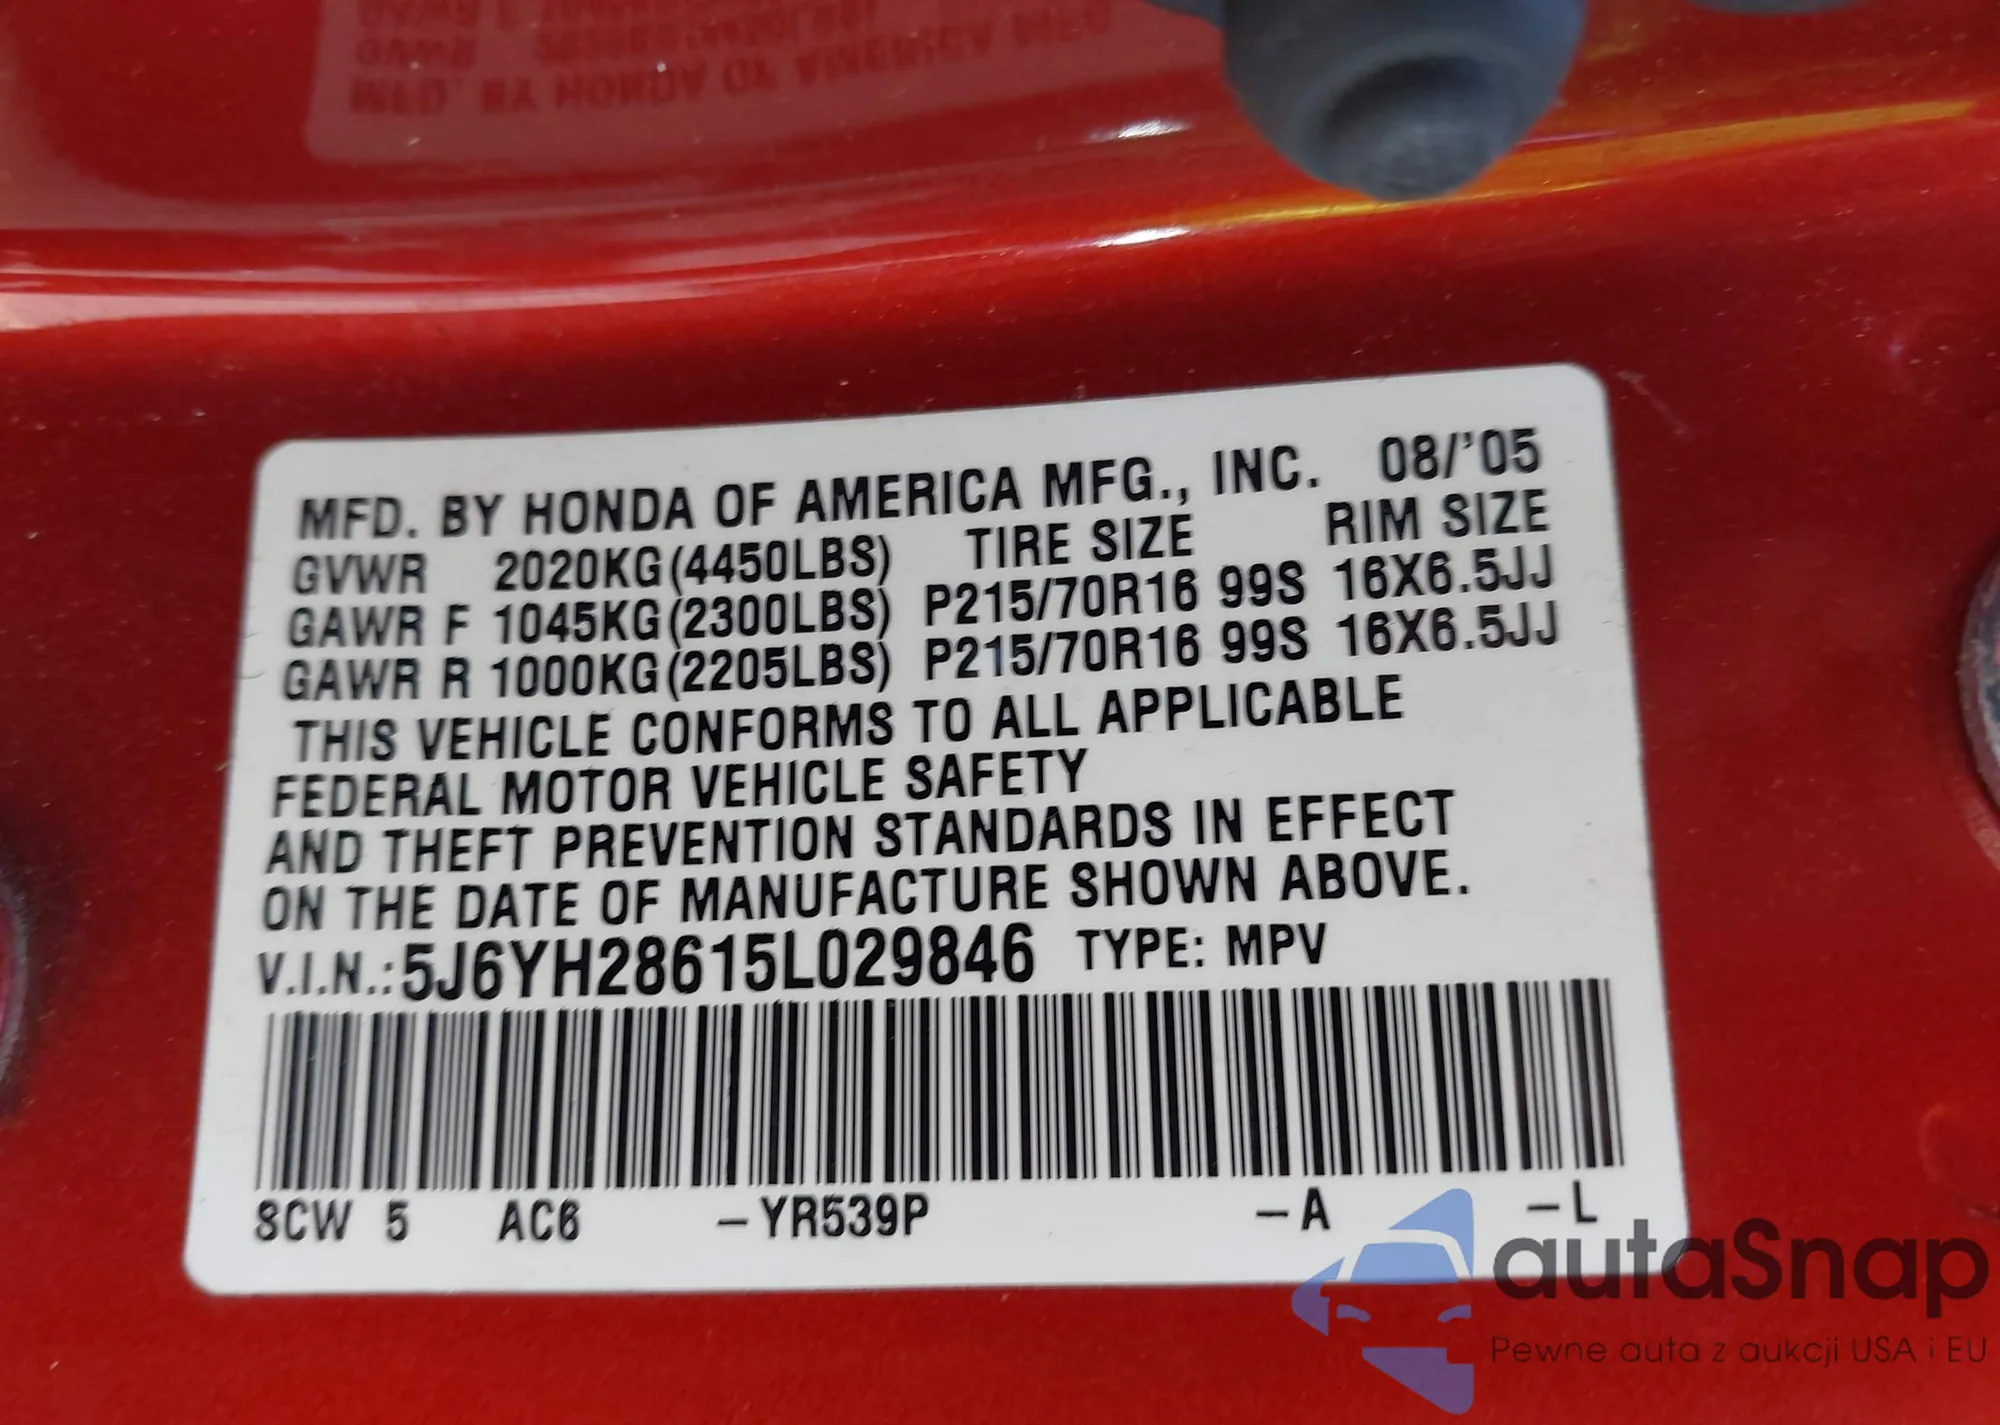 MFD. BY HONDA OF AMERICA MFG., INC. 08/'05
GVWR 2020KG(4450LBS) TIRE SIZE RIM SIZE
GAWR F 1045KG(2300LBS) P215/70R16 99S 16X6.5JJ
GAWR R 1000KG(2205LBS) P215/70R16 99S 16X6.5JJ
THIS VEHICLE CONFORMS TO ALL APPLICABLE
FEDERAL MOTOR VEHICLE SAFETY
AND THEFT PREVENTION STANDARDS IN EFFECT
ON THE DATE OF MANUFACTURE SHOWN ABOVE.
V.I.N.:5J6YH28615L029846 TYPE: MPV
SCW 5 AC6 -YR539P -A -L
autaSnap
Pewne auta z aukcji USA i EU